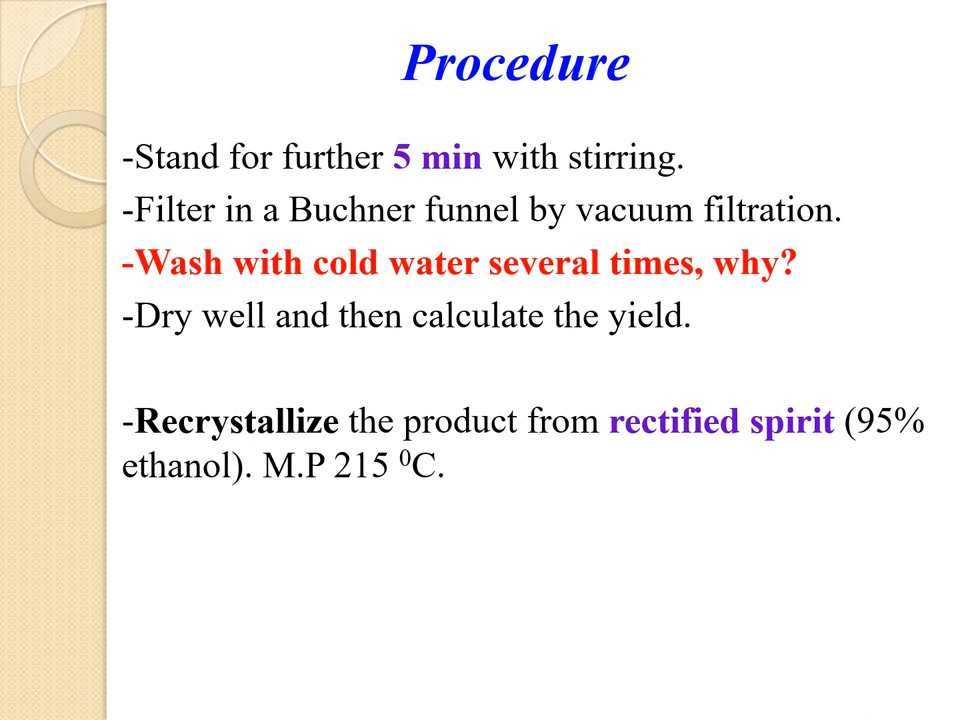 Procedure
-Stand for further 5 min with stirring.
-Filter in a Buchner funnel by vacuum filtration.
-Wash with cold water several times, why?
-Dry well and then calculate the yield.
-Recrystallize the product from rectified spirit (95%
ethanol). M.P 215 ⁰C.